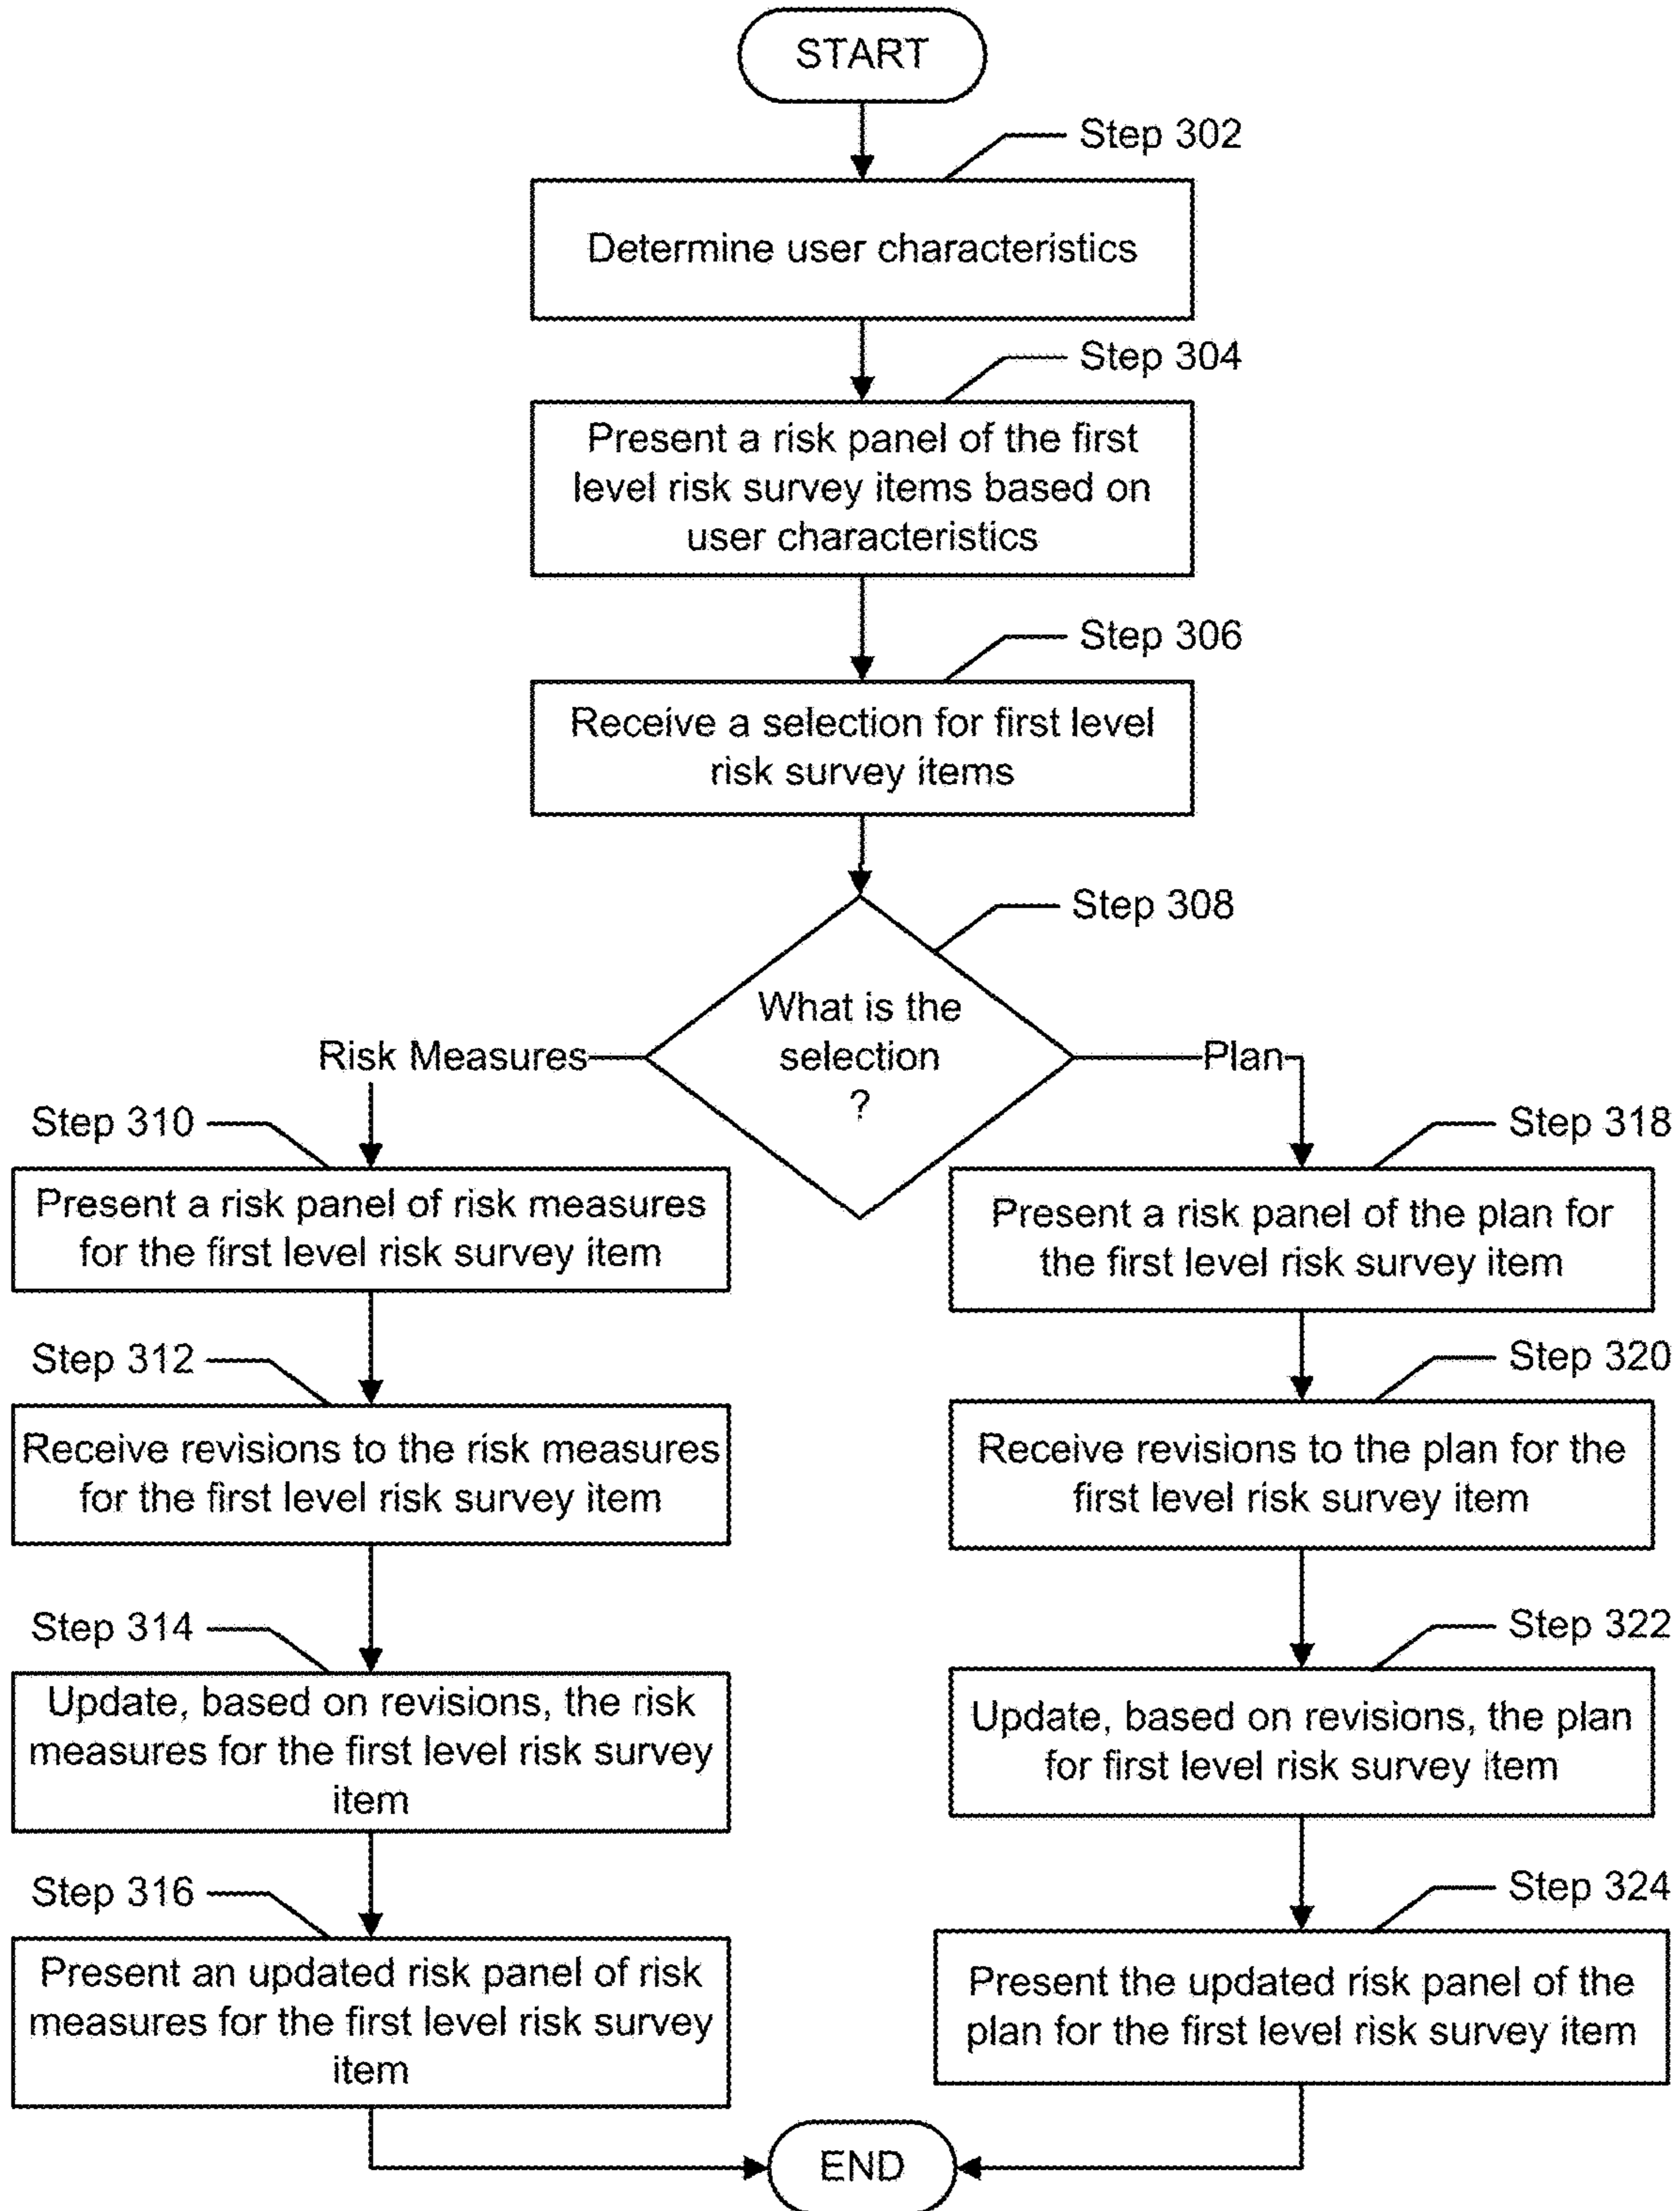 START
Step 302
Determine user characteristics
Step 304
Present a risk panel of the first
level risk survey items based on
user characteristics
Step 306
Receive a selection for first level
risk survey items
Step 308
What is the
selection
?
Risk Measures
Plan
Step 310
Present a risk panel of risk measures
for the first level risk survey item
Step 312
Receive revisions to the risk measures
for the first level risk survey item
Step 314
Update, based on revisions, the risk
measures for the first level risk survey
item
Step 316
Present an updated risk panel of risk
measures for the first level risk survey
item
Step 318
Present a risk panel of the plan for
the first level risk survey item
Step 320
Receive revisions to the plan for the
first level risk survey item
Step 322
Update, based on revisions, the plan
for first level risk survey item
Step 324
Present the updated risk panel of the
plan for the first level risk survey item
END